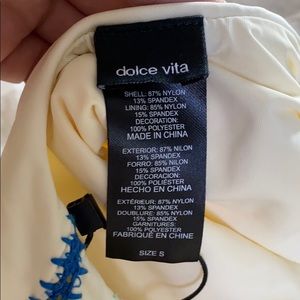 dolce vita
SHELL: 87% NYLON
13% SPANDEX
LINING: 85% NYLON
15% SPANDEX
DECORATION:
100% POLYESTER
MADE IN CHINA
EXTERIOR: 87% NILON
13% SPANDEX
FORRO: 85% NILON
15% SPANDEX
DECORATION:
100% POLIÉSTER
HECHO EN CHINA
EXTÉRIEUR: 87% NYLON
13% SPANDEX
DOUBLURE: 85% NYLON
15% SPANDEX
GARNITURES:
100% POLYESTER
FABRIQUÉ EN CHINE
SIZE S